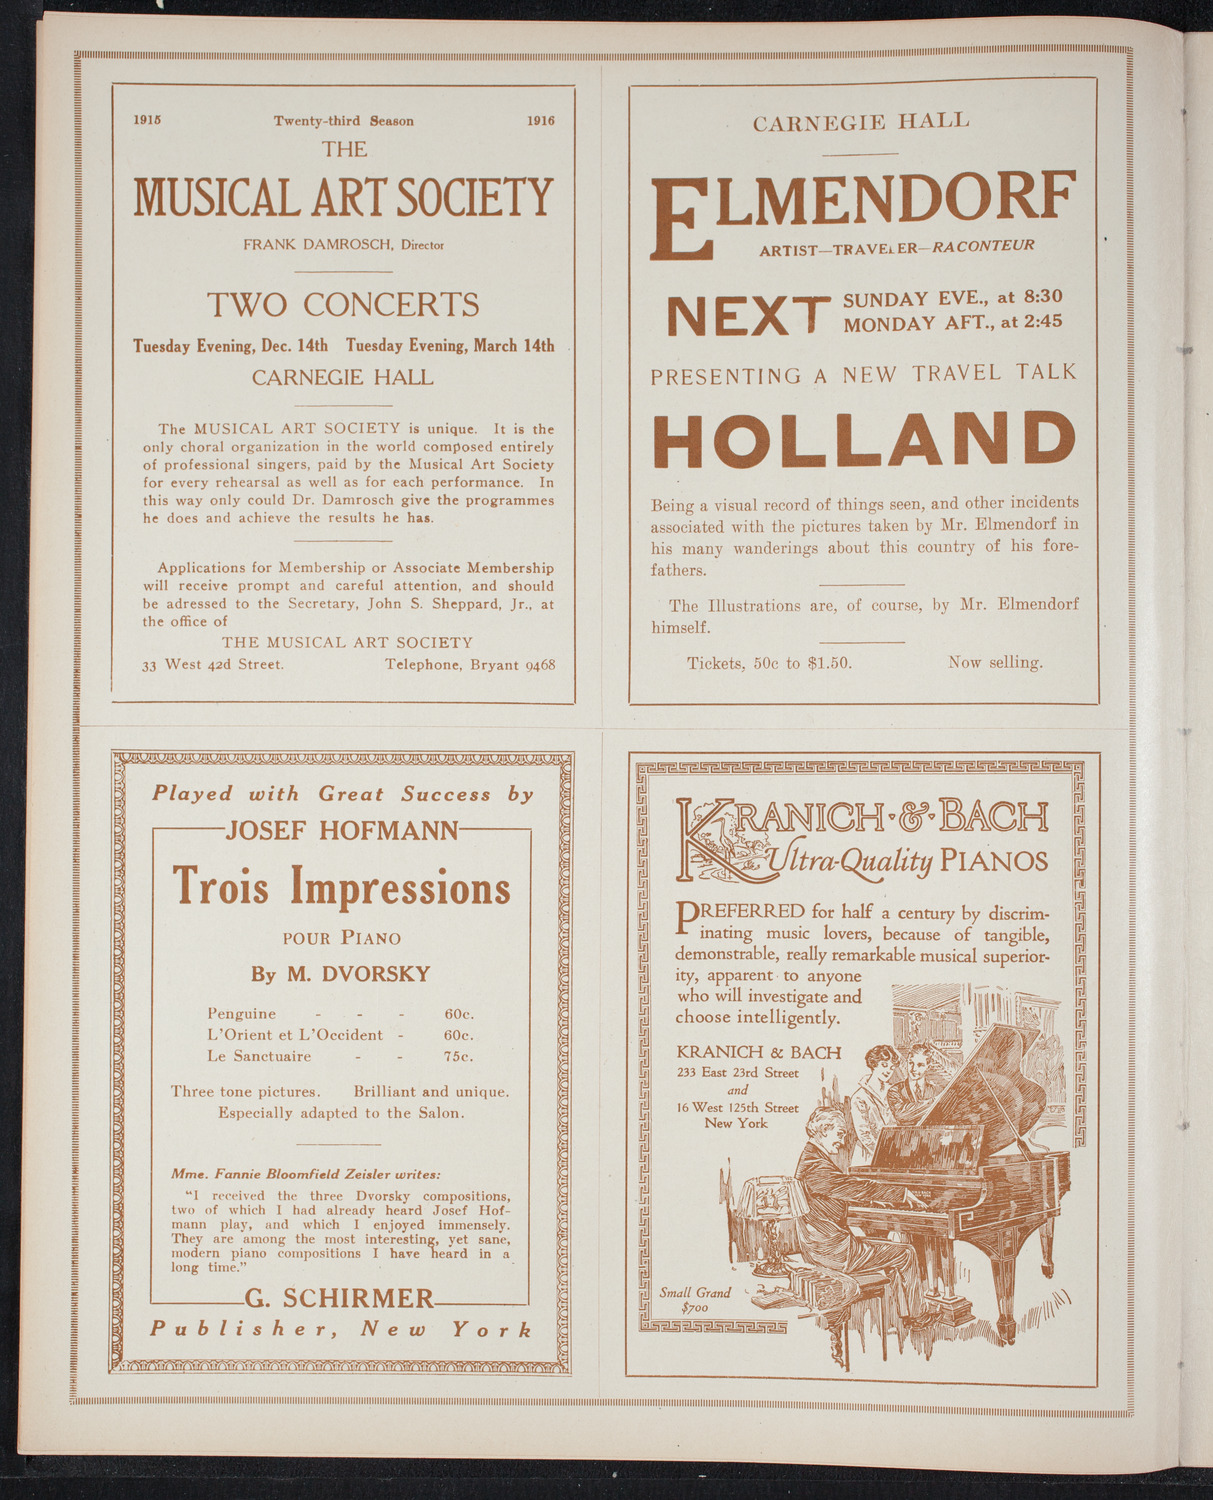 1915 Twenty-third Season 1916
THE
MUSICAL ART SOCIETY
FRANK DAMROSCH, Director
TWO CONCERTS
Tuesday Evening, Dec. 14th Tuesday Evening, March 14th
CARNEGIE HALL
The MUSICAL ART SOCIETY is unique. It is the
only choral organization in the world composed entirely
of professional singers, paid by the Musical Art Society
for every rehearsal as well as for each performance. In
this way only could Dr. Damrosch give the programmes
he does and achieve the results he has.
Applications for Membership or Associate Membership
will receive prompt and careful attention, and should
be adressed to the Secretary, John S. Sheppard, Jr., at
the office of
THE MUSICAL ART SOCIETY
33 West 42d Street. Telephone, Bryant 9468
CARNEGIE HALL
ELMENDORF
ARTIST—TRAVELER—RACONTEUR
NEXT SUNDAY EVE., at 8:30
MONDAY AFT., at 2:45
PRESENTING A NEW TRAVEL TALK
HOLLAND
Being a visual record of things seen, and other incidents
associated with the pictures taken by Mr. Elmendorf in
his many wanderings about this country of his fore-
fathers.
The Illustrations are, of course, by Mr. Elmendorf
himself.
Tickets, 50c to $1.50. Now selling.
Played with Great Success by
JOSEF HOFMANN
Trois Impressions
POUR PIANO
By M. DVORSKY
Penguine - - - 60c.
L'Orient et L'Occident - 60c.
Le Sanctuaire - - 75c.
Three tone pictures. Brilliant and unique.
Especially adapted to the Salon.
Mme. Fannie Bloomfield Zeisler writes:
"I received the three Dvorsky compositions,
two of which I had already heard Josef Hof-
mann play, and which I enjoyed immensely.
They are among the most interesting, yet sane,
modern piano compositions I have heard in a
long time."
G. SCHIRMER
Publisher, New York
KRANICH·&·BACH
Ultra-Quality PIANOS
PREFERRED for half a century by discrim-
inating music lovers, because of tangible,
demonstrable, really remarkable musical superior-
ity, apparent to anyone
who will investigate and
choose intelligently.
KRANICH & BACH
233 East 23rd Street
and
16 West 125th Street
New York
Small Grand
$700